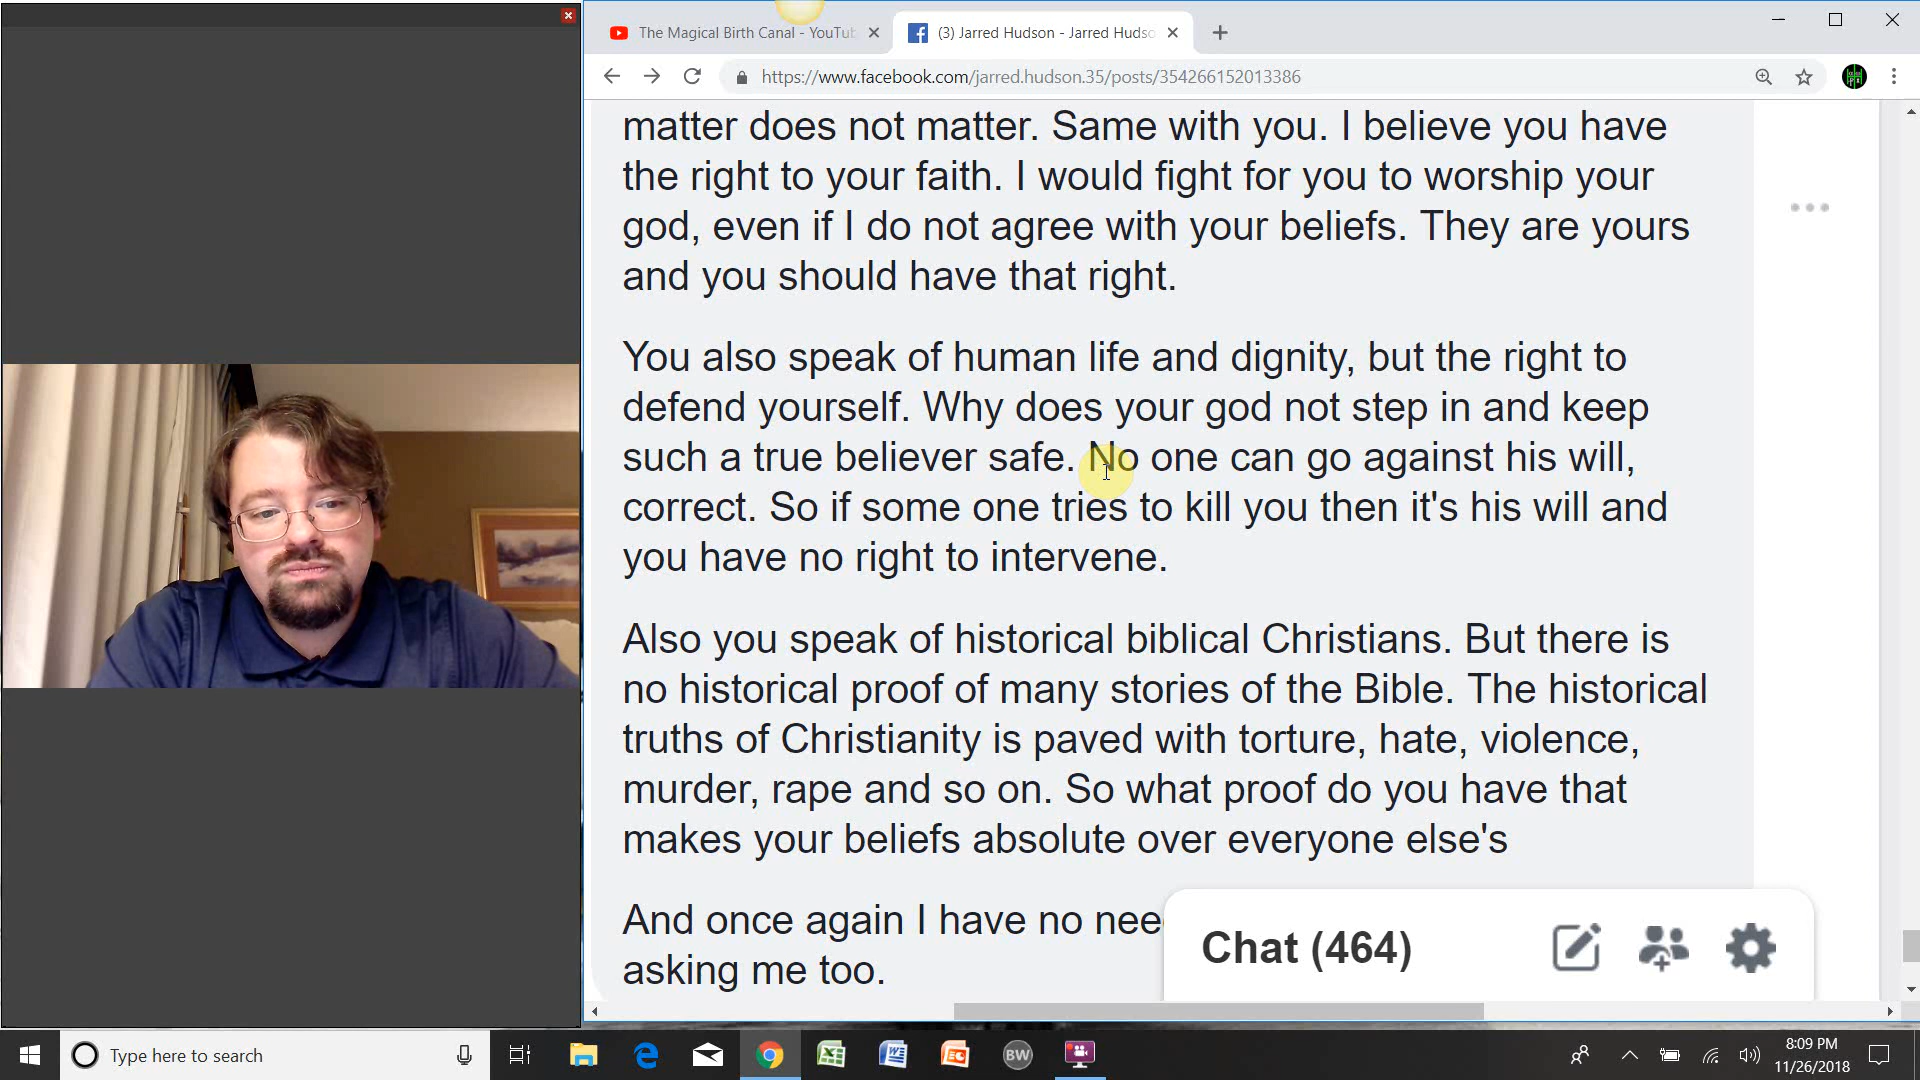 The Magical Birth Canal - YouTu
(3) Jarred Hudson - Jarred Hudso
https://www.facebook.com/jarred.hudson.35/posts/354266152013386
matter does not matter. Same with you. I believe you have
the right to your faith. I would fight for you to worship your
god, even if I do not agree with your beliefs. They are yours
and you should have that right.
You also speak of human life and dignity, but the right to
defend yourself. Why does your god not step in and keep
such a true believer safe. No one can go against his will,
correct. So if some one tries to kill you then it's his will and
you have no right to intervene.
Also you speak of historical biblical Christians. But there is
no historical proof of many stories of the Bible. The historical
truths of Christianity is paved with torture, hate, violence,
murder, rape and so on. So what proof do you have that
makes your beliefs absolute over everyone else's
And once again I have no nee
asking me too.
Chat (464)
Type here to search
BW
8:09 PM
11/26/2018